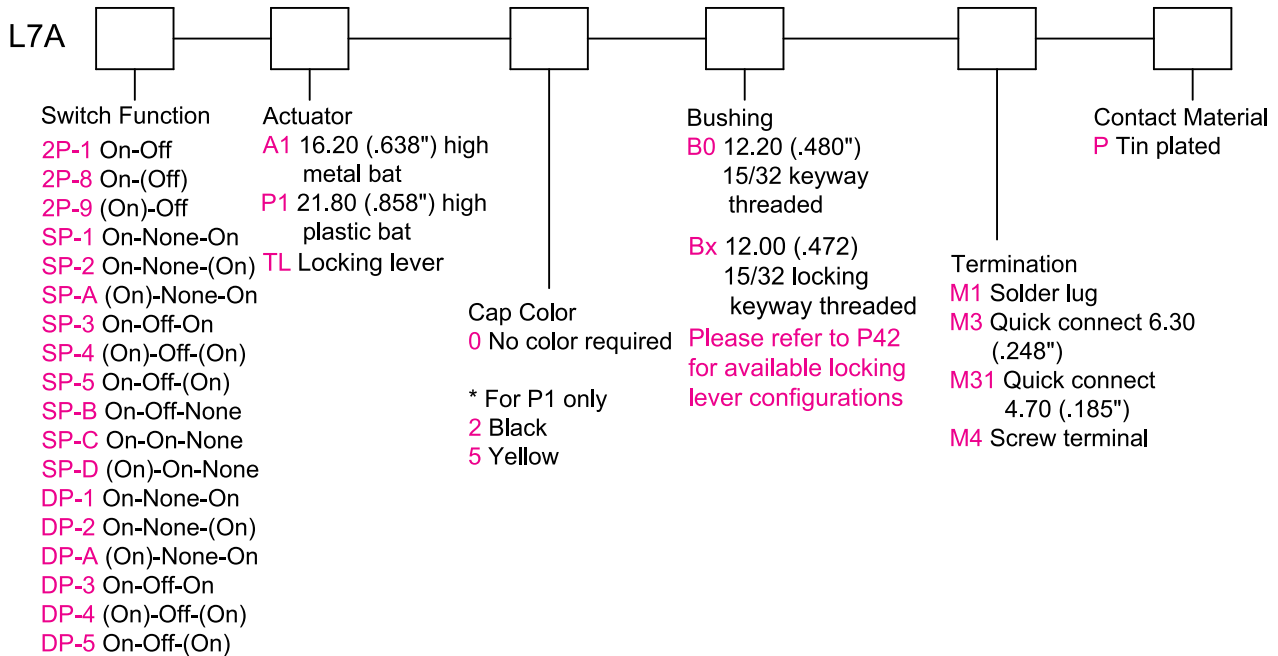 L7A
Switch Function
2P-1 On-Off
2P-8 On-(Off)
2P-9 (On)-Off
SP-1 On-None-On
SP-2 On-None-(On)
SP-A (On)-None-On
SP-3 On-Off-On
SP-4 (On)-Off-(On)
SP-5 On-Off-(On)
SP-B On-Off-None
SP-C On-On-None
SP-D (On)-On-None
DP-1 On-None-On
DP-2 On-None-(On)
DP-A (On)-None-On
DP-3 On-Off-On
DP-4 (On)-Off-(On)
DP-5 On-Off-(On)
Actuator
A1 16.20 (.638") high
metal bat
P1 21.80 (.858") high
plastic bat
TL Locking lever
Cap Color
0 No color required
* For P1 only
2 Black
5 Yellow
Bushing
B0 12.20 (.480")
15/32 keyway
threaded
Bx 12.00 (.472)
15/32 locking
keyway threaded
Please refer to P42
for available locking
lever configurations
Termination
M1 Solder lug
M3 Quick connect 6.30
(.248")
M31 Quick connect
4.70 (.185")
M4 Screw terminal
Contact Material
P Tin plated